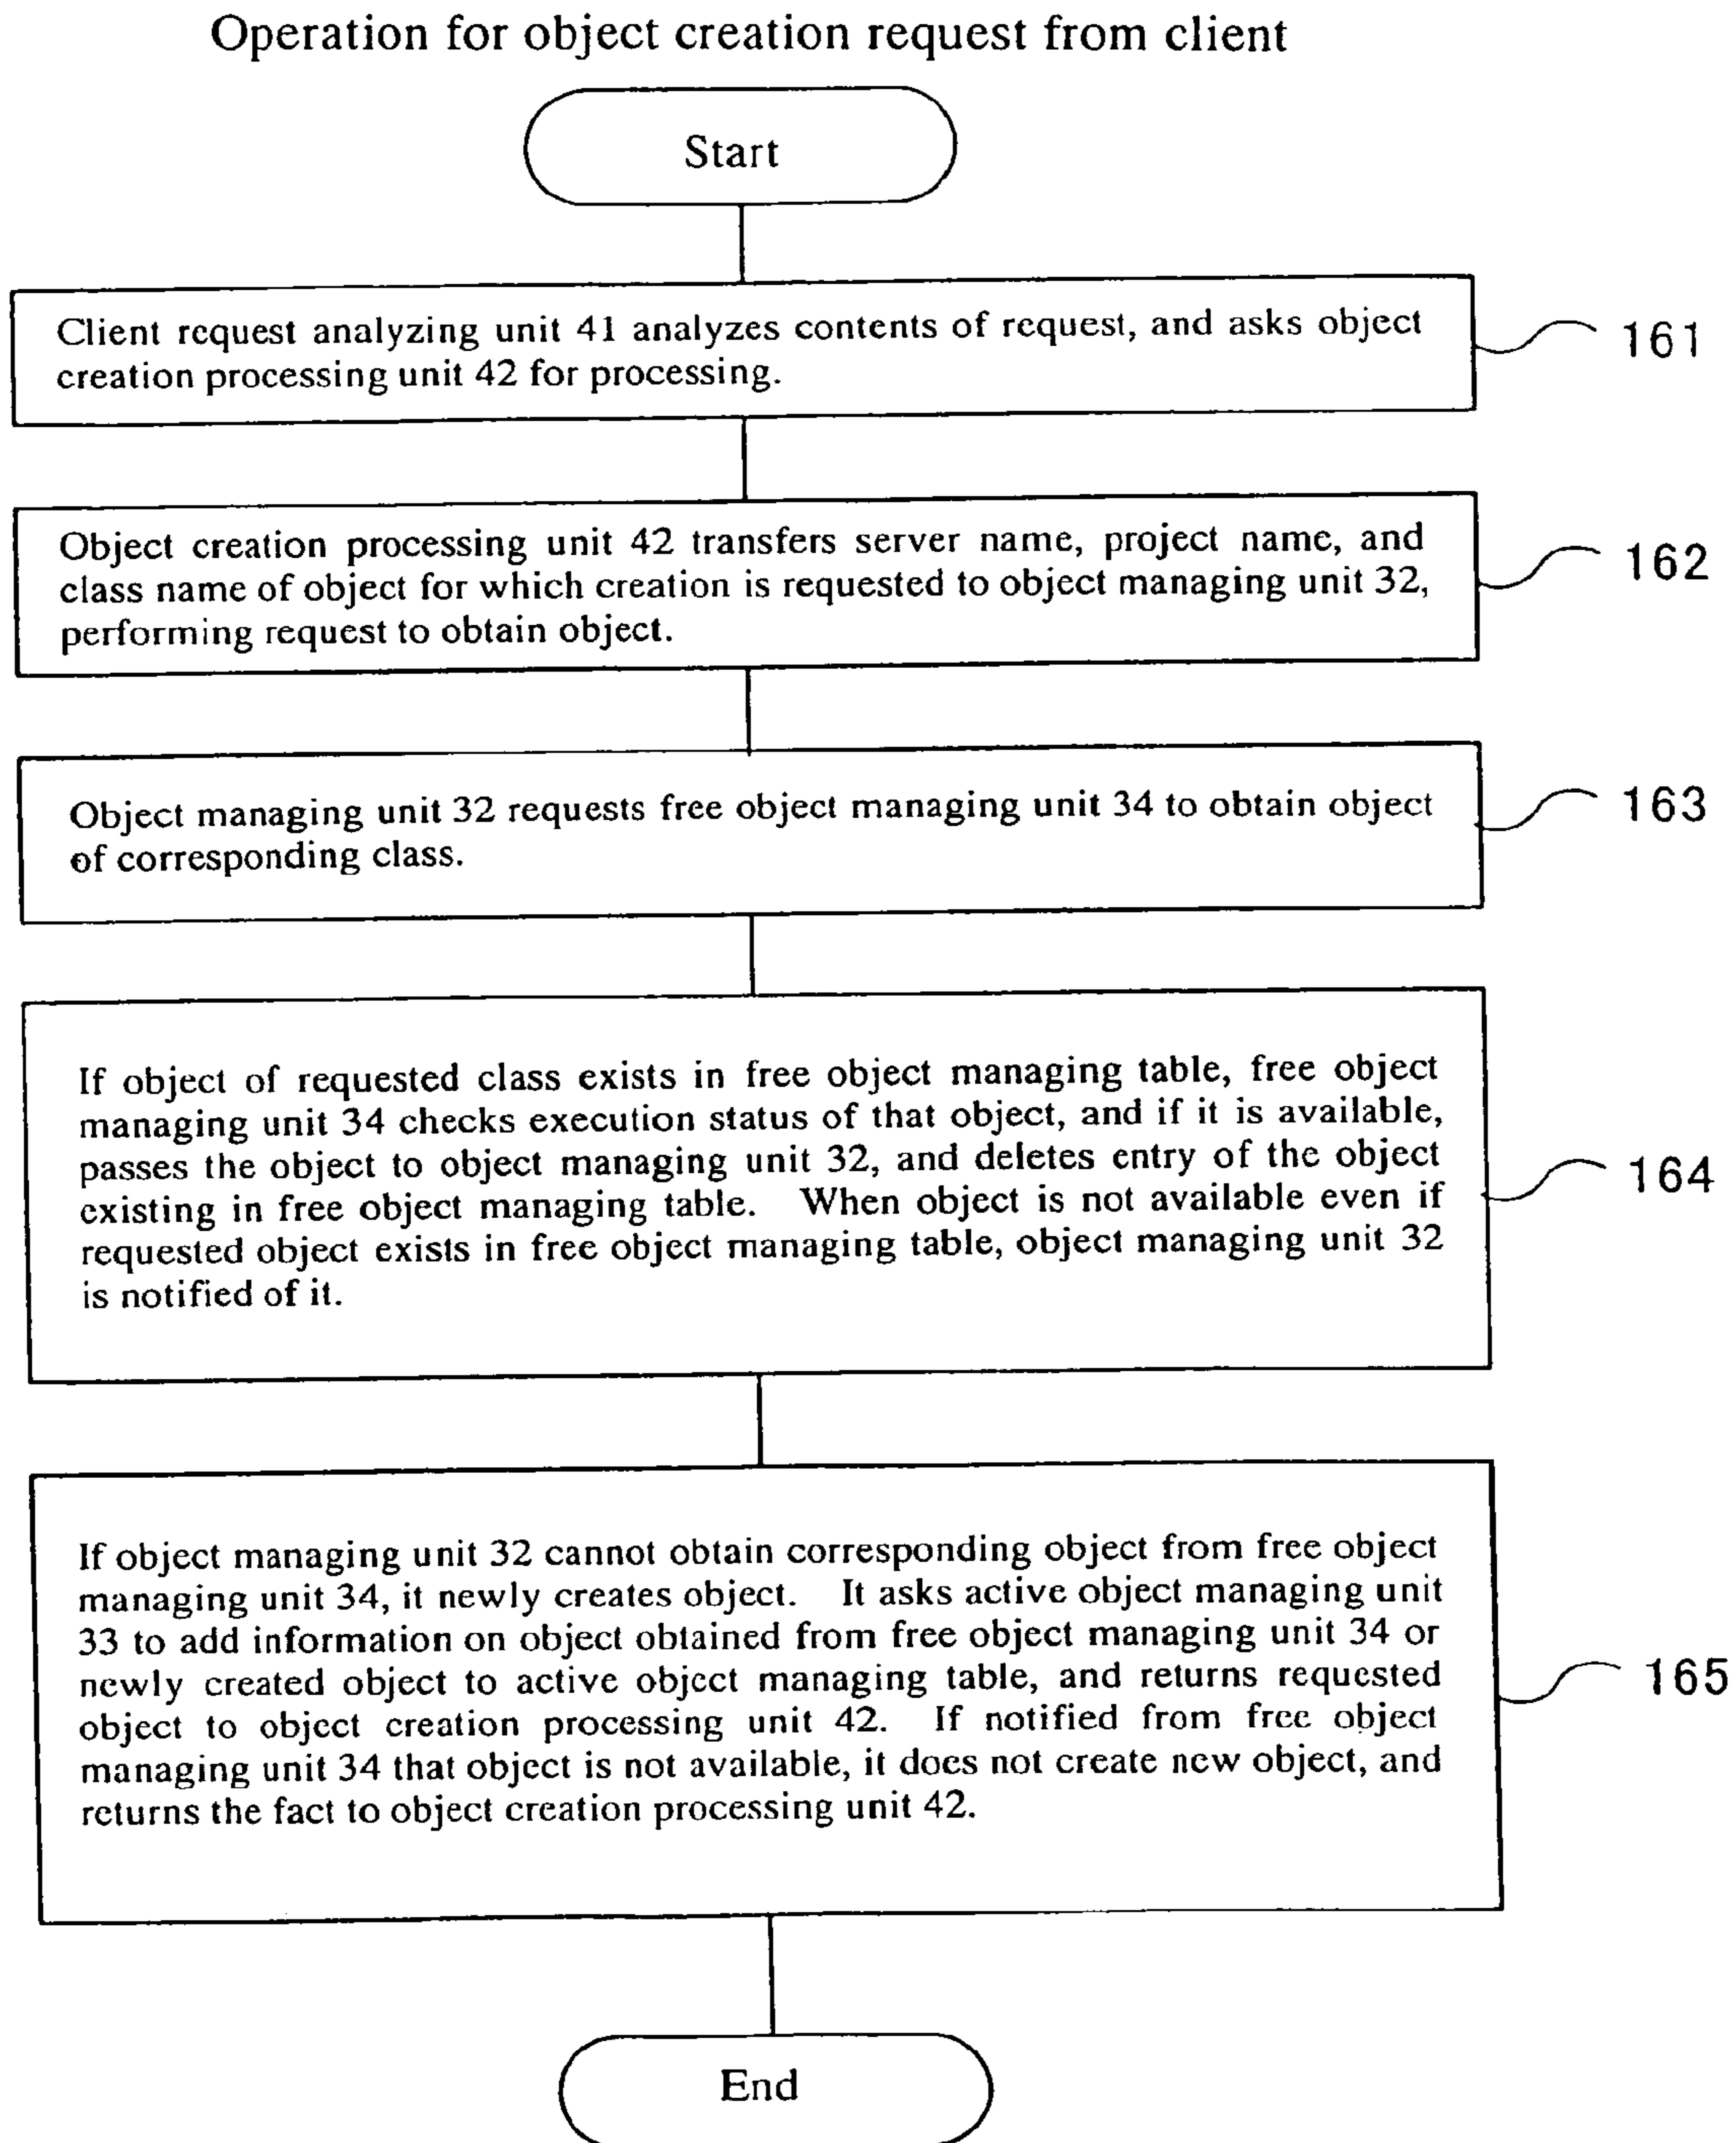 Operation for object creation request from client
Start
Client request analyzing unit 41 analyzes contents of request, and asks object
creation processing unit 42 for processing.
161
Object creation processing unit 42 transfers server name, project name, and
class name of object for which creation is requested to object managing unit 32,
performing request to obtain object.
162
Object managing unit 32 requests free object managing unit 34 to obtain object
of corresponding class.
163
If object of requested class exists in free object managing table, free object
managing unit 34 checks execution status of that object, and if it is available,
passes the object to object managing unit 32, and deletes entry of the object
existing in free object managing table. When object is not available even if
requested object exists in free object managing table, object managing unit 32
is notified of it.
164
If object managing unit 32 cannot obtain corresponding object from free object
managing unit 34, it newly creates object. It asks active object managing unit
33 to add information on object obtained from free object managing unit 34 or
newly created object to active object managing table, and returns requested
object to object creation processing unit 42. If notified from free object
managing unit 34 that object is not available, it does not create new object, and
returns the fact to object creation processing unit 42.
165
End